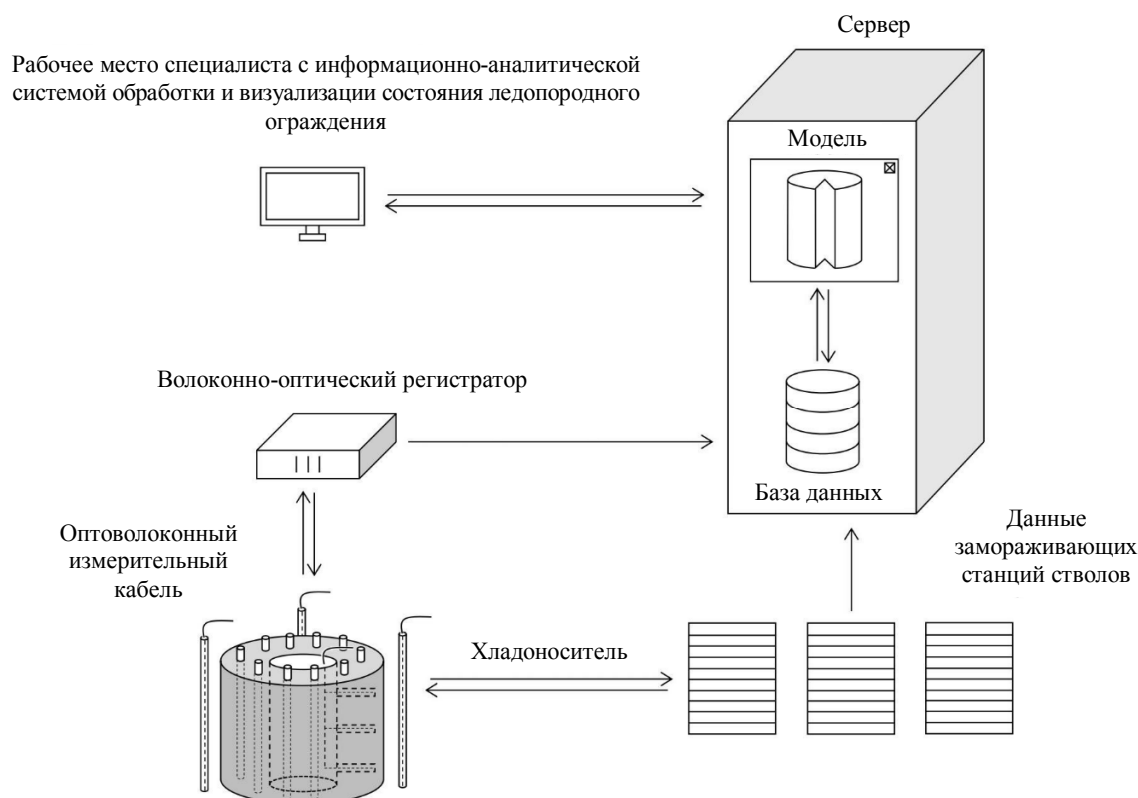 Сервер
Рабочее место специалиста с информационно-аналитической
системой обработки и визуализации состояния ледопородного
ограждения
Модель
Волоконно-оптический регистратор
База данных
Оптоволоконный
измерительный
кабель
Данные
замораживающих
станций стволов
Хладоноситель